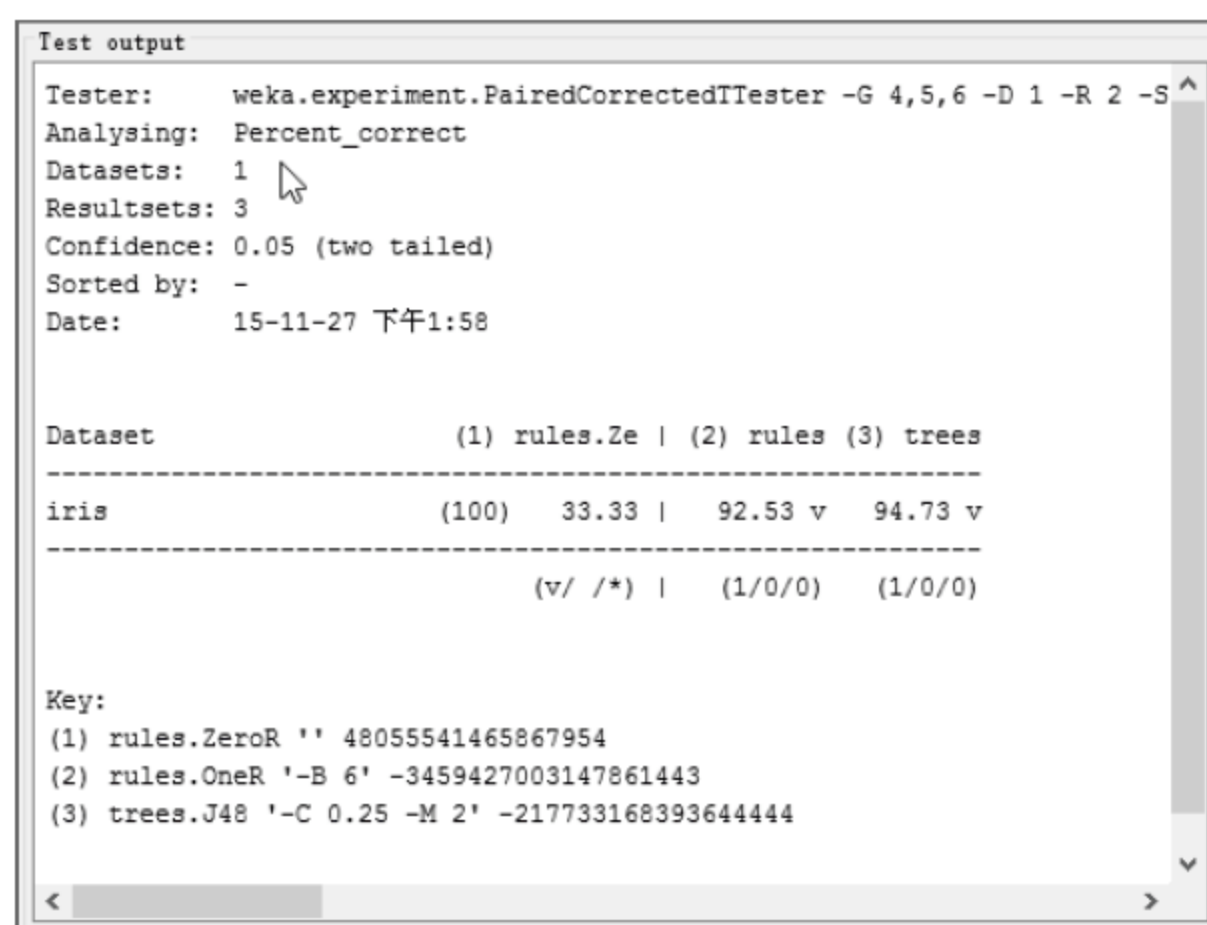 Test output
Tester: weka.experiment.PairedCorrectedTTester -G 4,5,6 -D 1 -R 2 -S
Analysing: Percent_correct
Datasets: 1
Resultsets: 3
Confidence: 0.05 (two tailed)
Sorted by: -
Date: 15-11-27 下午1:58
Dataset (1) rules.Ze | (2) rules (3) trees
--------------------------------------------------------------
iris (100) 33.33 | 92.53 v 94.73 v
--------------------------------------------------------------
(v/ /*) | (1/0/0) (1/0/0)
Key:
(1) rules.ZeroR '' 48055541465867954
(2) rules.OneR '-B 6' -3459427003147861443
(3) trees.J48 '-C 0.25 -M 2' -217733168393644444